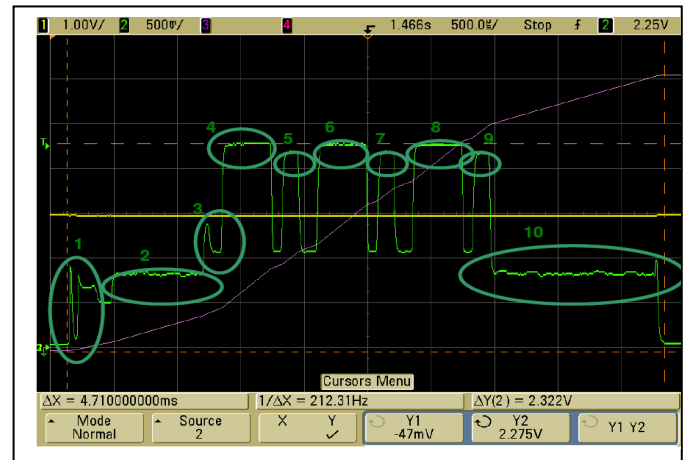 1 1.00V/ 2 500mV/ 3 4 1.466s 500.0µ/ Stop 2 2.25V
4 5 6 7 8 9
T
3
1 2 10
2
Cursors Menu
ΔX = 4.710000000ms 1/ΔX = 212.31Hz ΔY(2) = 2.322V
Mode Source X Y Y1 Y2 Y1 Y2
Normal 2 ✓ -47mV 2.275V